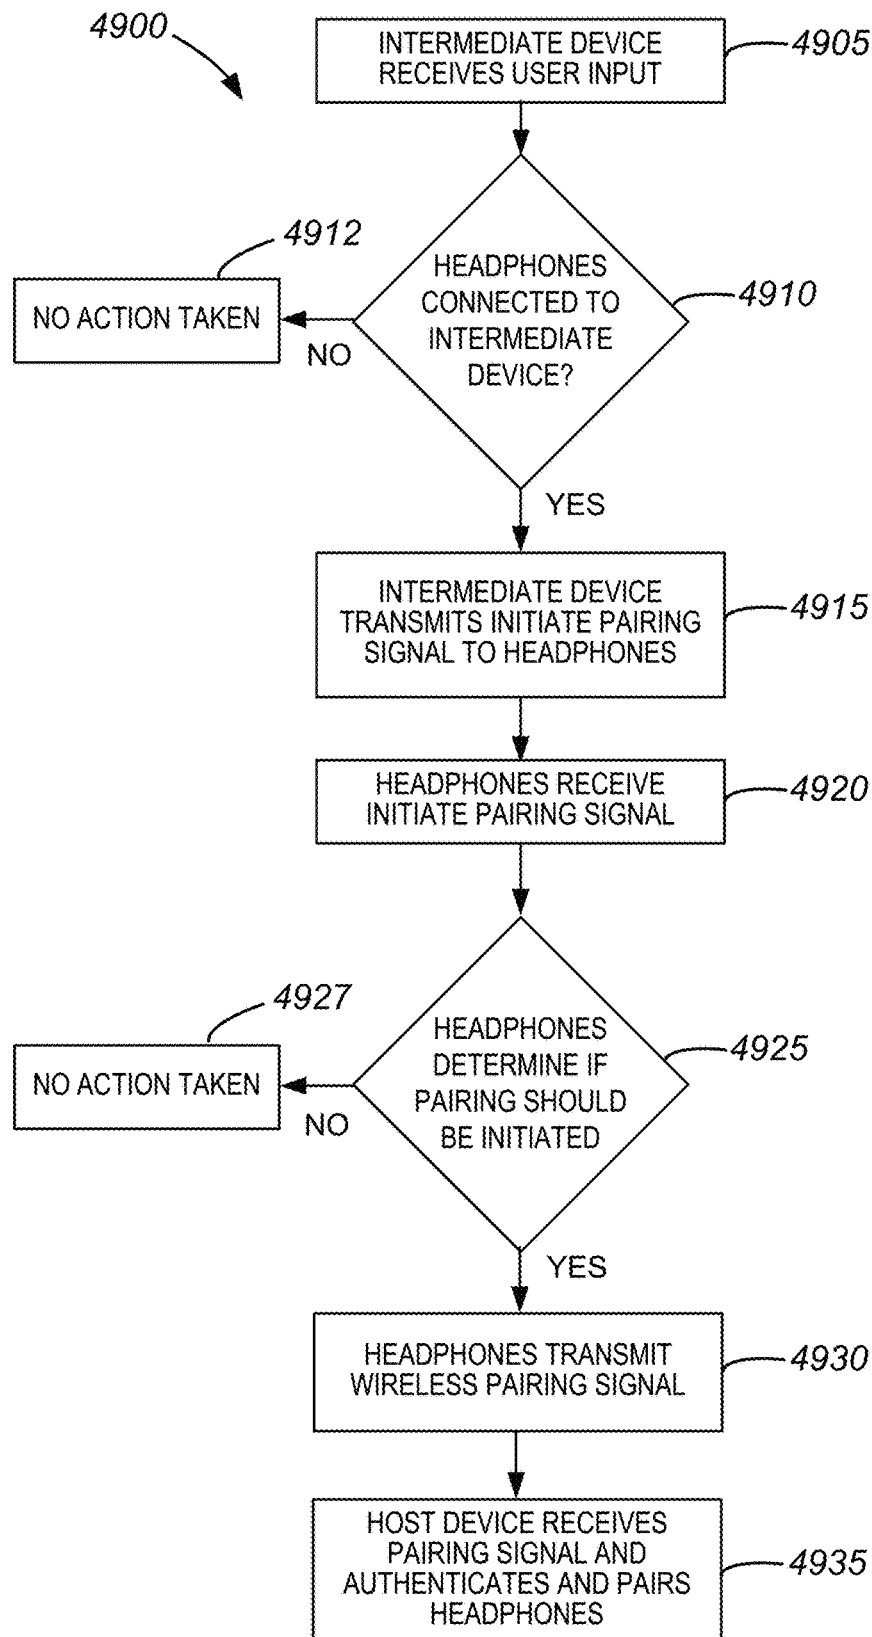 4900
INTERMEDIATE DEVICE
RECEIVES USER INPUT
4905
HEADPHONES
CONNECTED TO
INTERMEDIATE
DEVICE?
4910
4912
NO ACTION TAKEN
NO
YES
INTERMEDIATE DEVICE
TRANSMITS INITIATE PAIRING
SIGNAL TO HEADPHONES
4915
HEADPHONES RECEIVE
INITIATE PAIRING SIGNAL
4920
HEADPHONES
DETERMINE IF
PAIRING SHOULD
BE INITIATED
4925
4927
NO ACTION TAKEN
NO
YES
HEADPHONES TRANSMIT
WIRELESS PAIRING SIGNAL
4930
HOST DEVICE RECEIVES
PAIRING SIGNAL AND
AUTHENTICATES AND PAIRS
HEADPHONES
4935